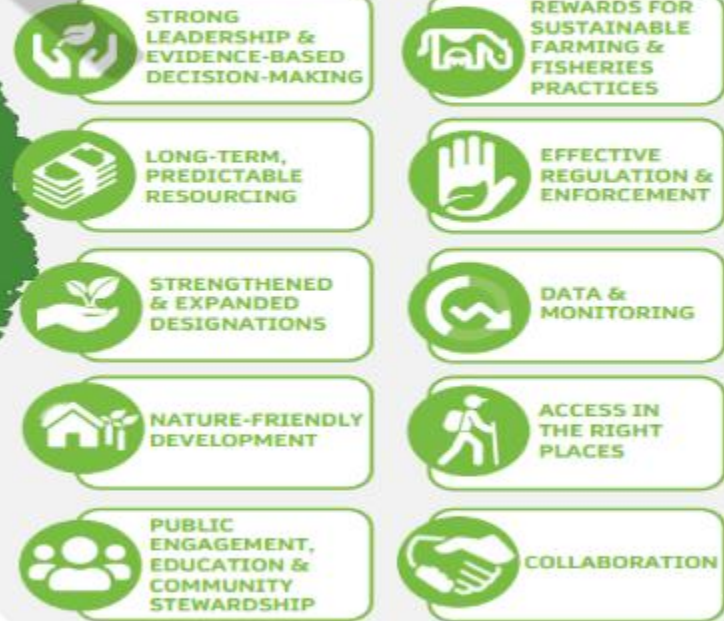 STRONG
LEADERSHIP &
EVIDENCE-BASED
DECISION-MAKING
REWARDS FOR
SUSTAINABLE
FARMING &
FISHERIES
PRACTICES
LONG-TERM,
PREDICTABLE
RESOURCING
EFFECTIVE
REGULATION &
ENFORCEMENT
STRENGTHENED
& EXPANDED
DESIGNATIONS
DATA &
MONITORING
NATURE-FRIENDLY
DEVELOPMENT
ACCESS IN
THE RIGHT
PLACES
PUBLIC
ENGAGEMENT,
EDUCATION &
COMMUNITY
STEWARDSHIP
COLLABORATION